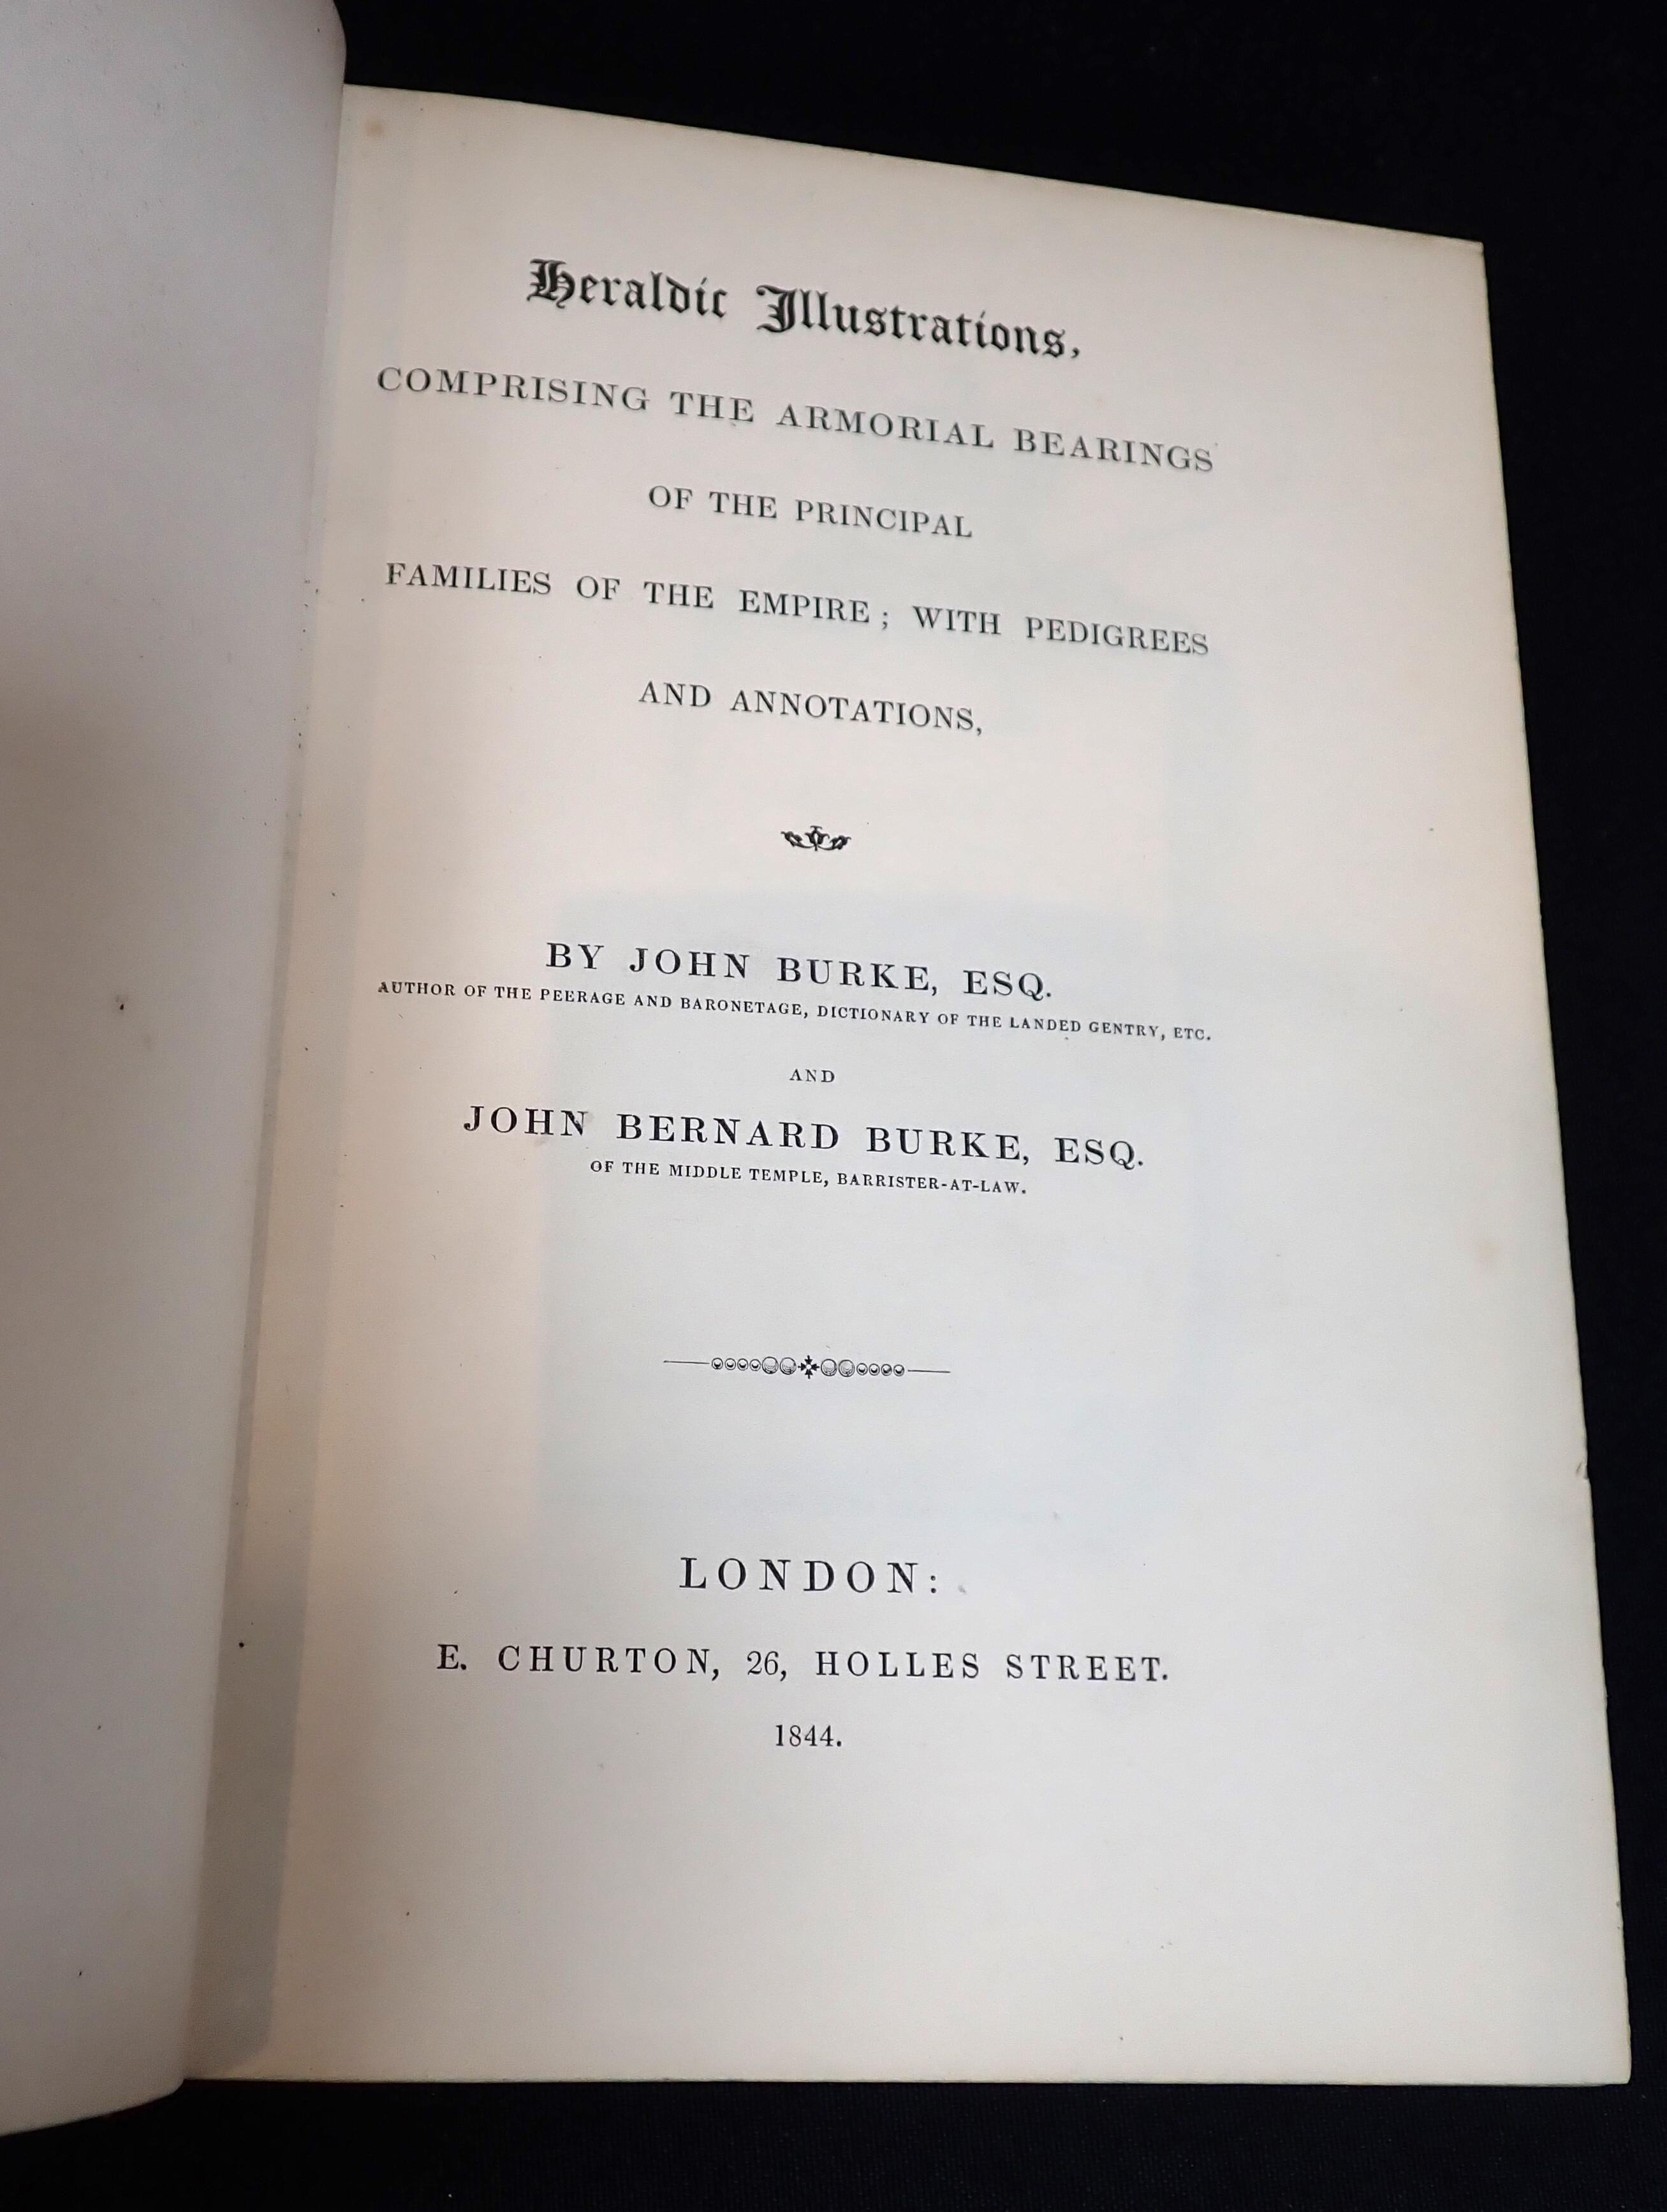 Heraldic Illustrations,
COMPRISING THE ARMORIAL BEARINGS
OF THE PRINCIPAL
FAMILIES OF THE EMPIRE; WITH PEDIGREES
AND ANNOTATIONS,
BY JOHN BURKE, ESQ.
AUTHOR OF THE PEERAGE AND BARONETAGE, DICTIONARY OF THE LANDED GENTRY, ETC.
AND
JOHN BERNARD BURKE, ESQ.
OF THE MIDDLE TEMPLE, BARRISTER-AT-LAW.
LONDON:
E. CHURTON, 26, HOLLES STREET.
1844.